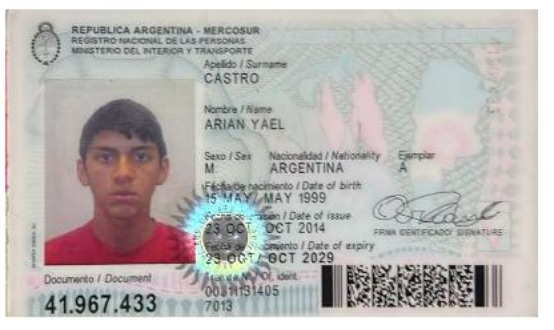 REPUBLICA ARGENTINA - MERCOSUR
REGISTRO NACIONAL DE LAS PERSONAS
MINISTERIO DEL INTERIOR Y TRANSPORTE
Apellido / Surname
CASTRO
Nombre / Name
ARIAN YAEL
Sexo / Sex Nacionalidad / Nationality Ejemplar
M ARGENTINA A
Fecha de nacimiento / Date of birth
15 MAY/ MAY 1999
Fecha de emisión / Date of issue
23 OCT/ OCT 2014
FIRMA IDENTIFICADO/ SIGNATURE
Fecha de vencimiento / Date of expiry
23 OCT/ OCT 2029
Documento / Document
Of. ident.
41.967.433
7013